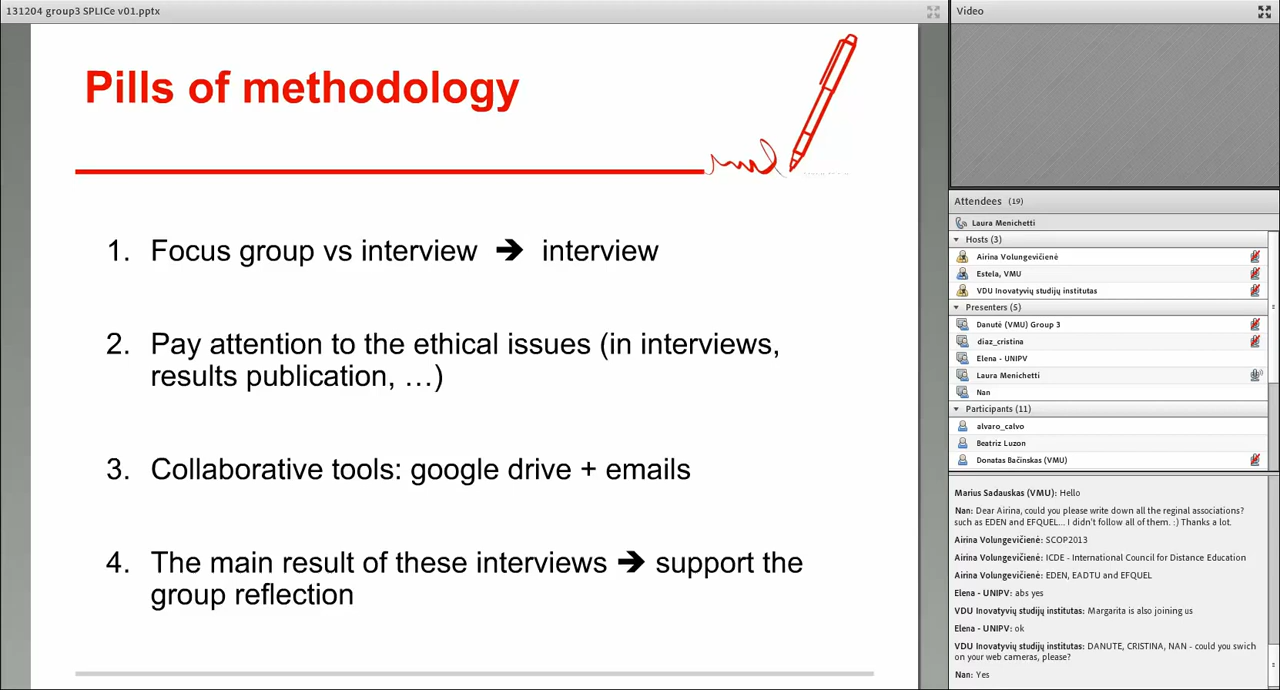 131204 group3 SPLICe v01.pptx
Pills of methodology
1. Focus group vs interview ➔ interview
2. Pay attention to the ethical issues (in interviews,
results publication, …)
3. Collaborative tools: google drive + emails
4. The main result of these interviews ➔ support the
group reflection
Video
Attendees (19)
Laura Menichetti
Hosts (3)
Airina Volungevičienė
Estela, VMU
VDU Inovatyvių studijų institutas
Presenters (5)
Danutė (VMU) Group 3
diaz_cristina
Elena - UNIPV
Laura Menichetti
Nan
Participants (11)
alvaro_calvo
Beatriz Luzon
Donatas Bačinskas (VMU)
Marius Sadauskas (VMU): Hello
Nan: Dear Airina, could you please write down all the reginal associations?
such as EDEN and EFQUEL... I didn't follow all of them. :) Thanks a lot.
Airina Volungevičienė: SCOP2013
Airina Volungevičienė: ICDE - International Council for Distance Education
Airina Volungevičienė: EDEN, EADTU and EFQUEL
Elena - UNIPV: abs yes
VDU Inovatyvių studijų institutas: Margarita is also joining us
Elena - UNIPV: ok
VDU Inovatyvių studijų institutas: DANUTE, CRISTINA, NAN - could you swich
on your web cameras, please?
Nan: Yes